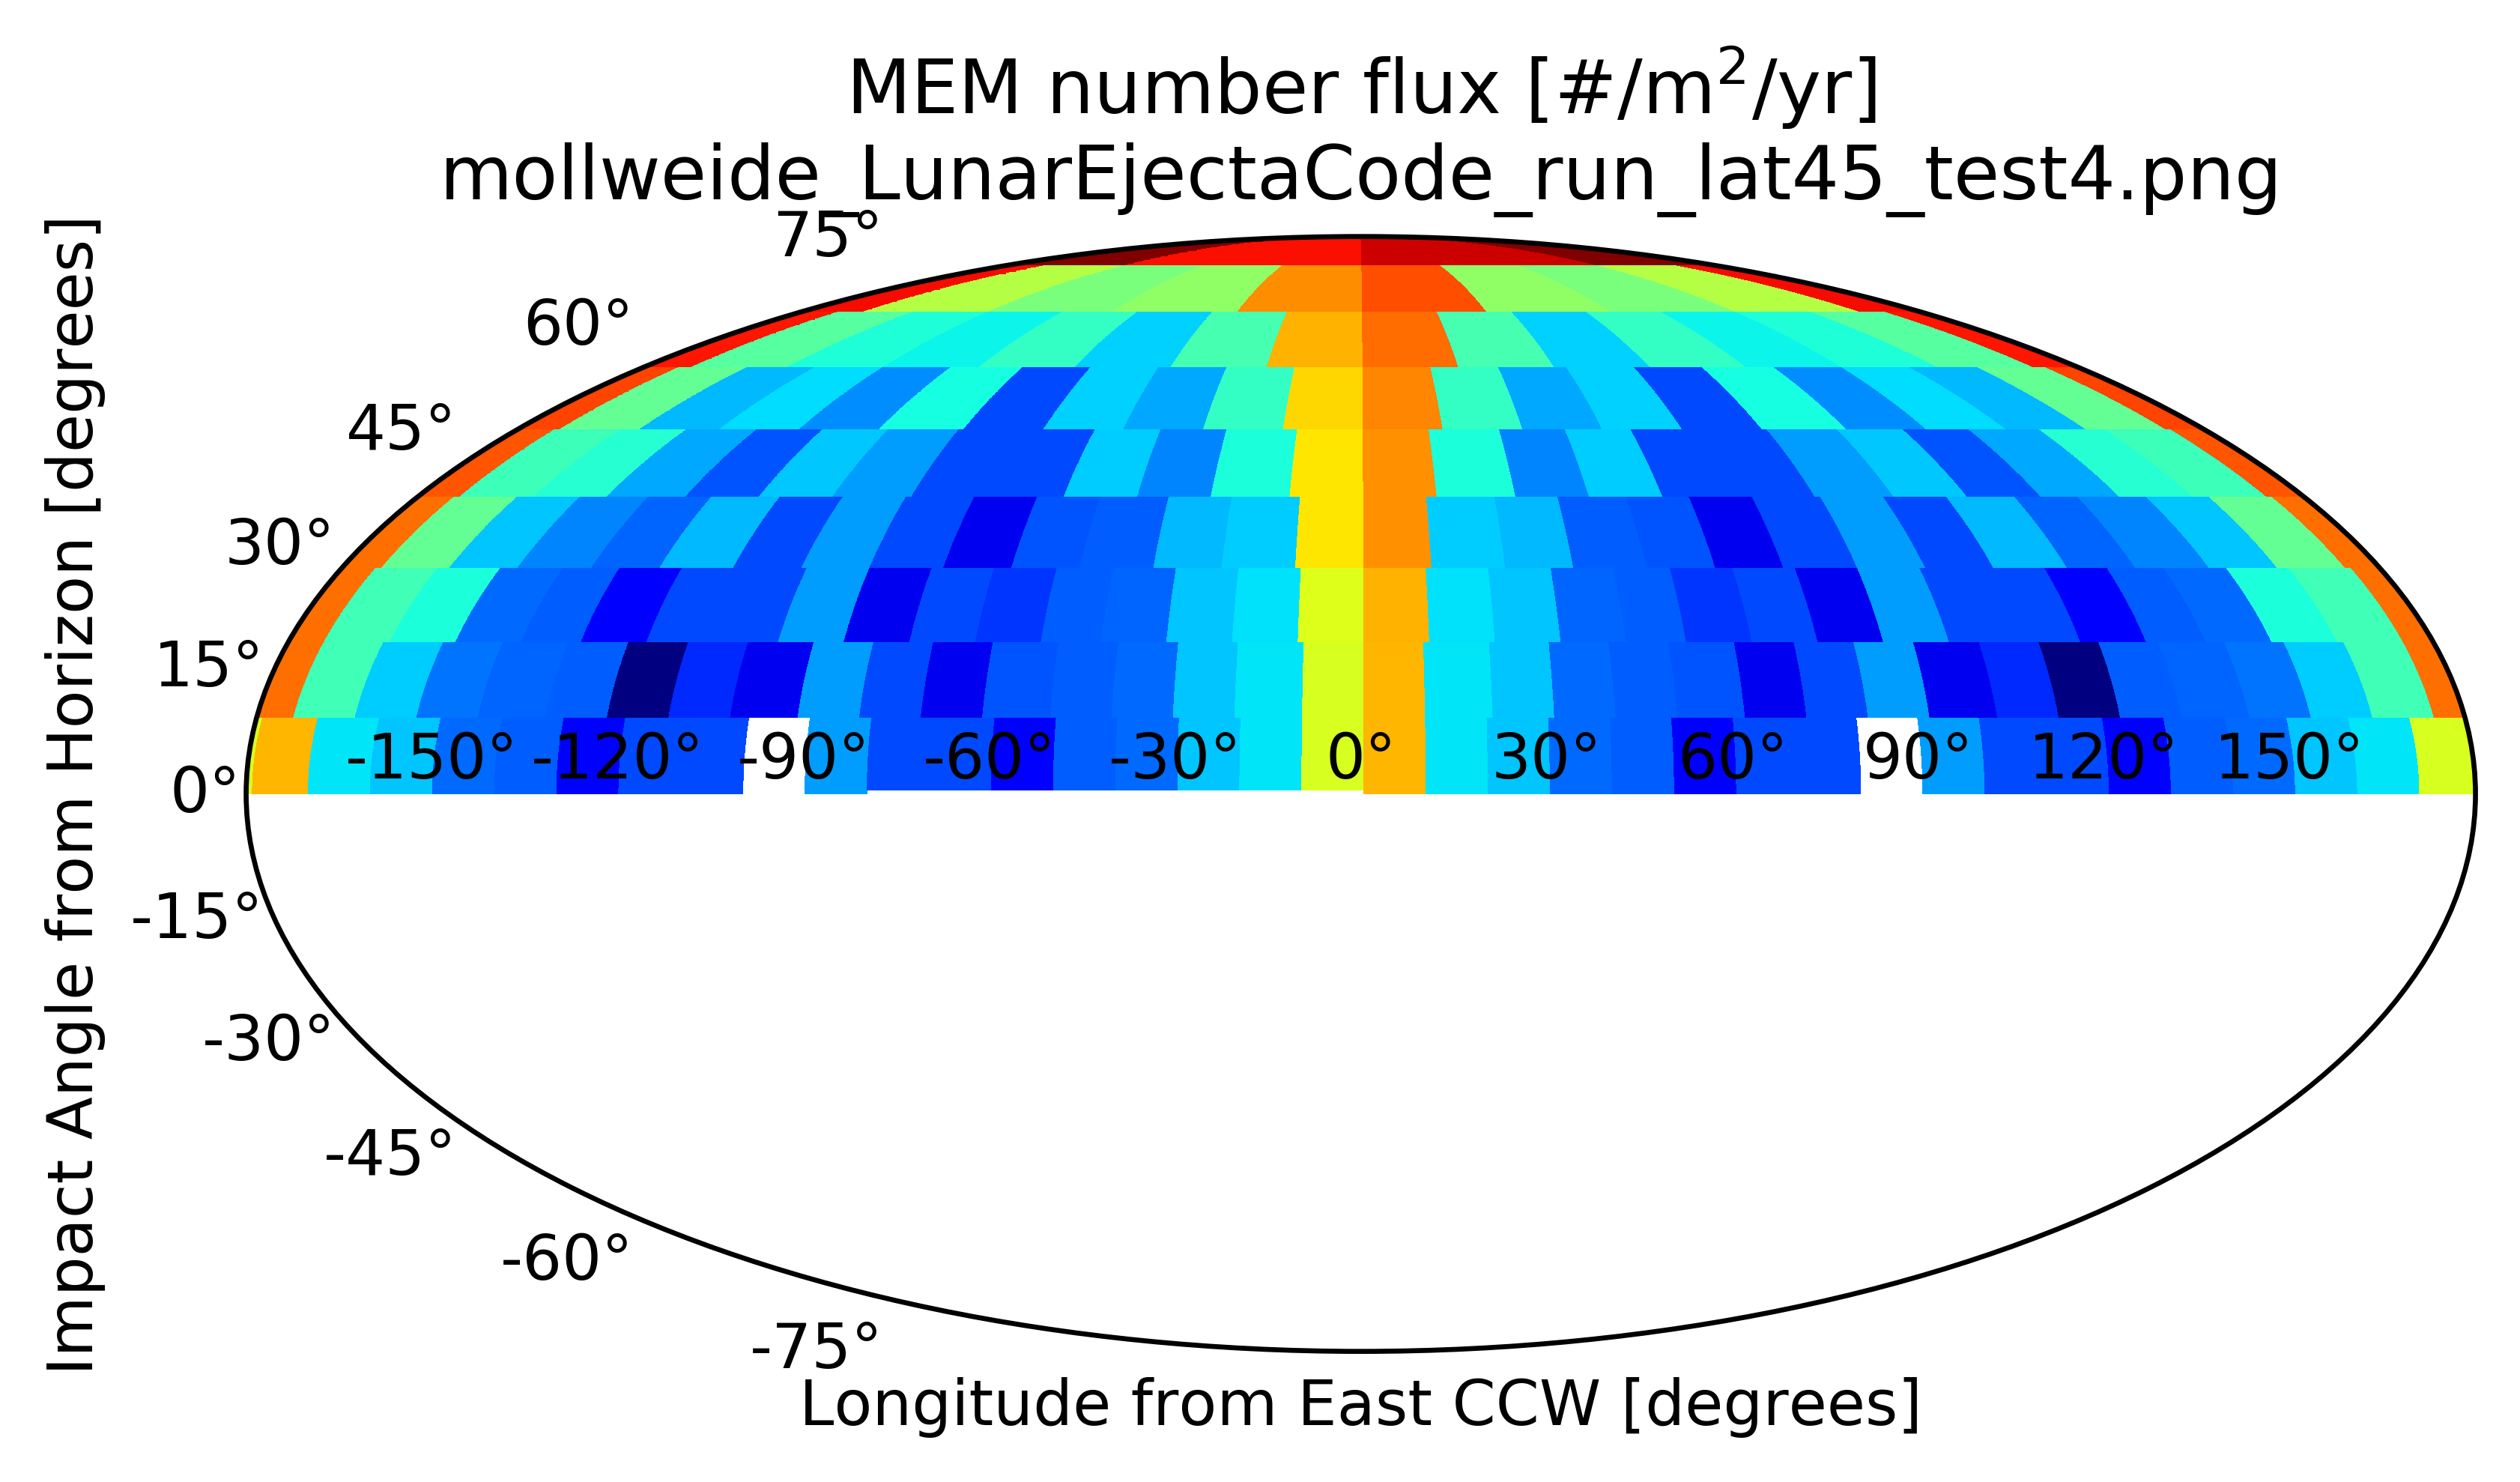 MEM number flux [#/m²/yr]
mollweide_LunarEjectaCode_run_lat45_test4.png
Impact Angle from Horizon [degrees]
75°
60°
45°
30°
15°
0°
-15°
-30°
-45°
-60°
-75°
-150° -120° -90° -60° -30° 0° 30° 60° 90° 120° 150°
Longitude from East CCW [degrees]